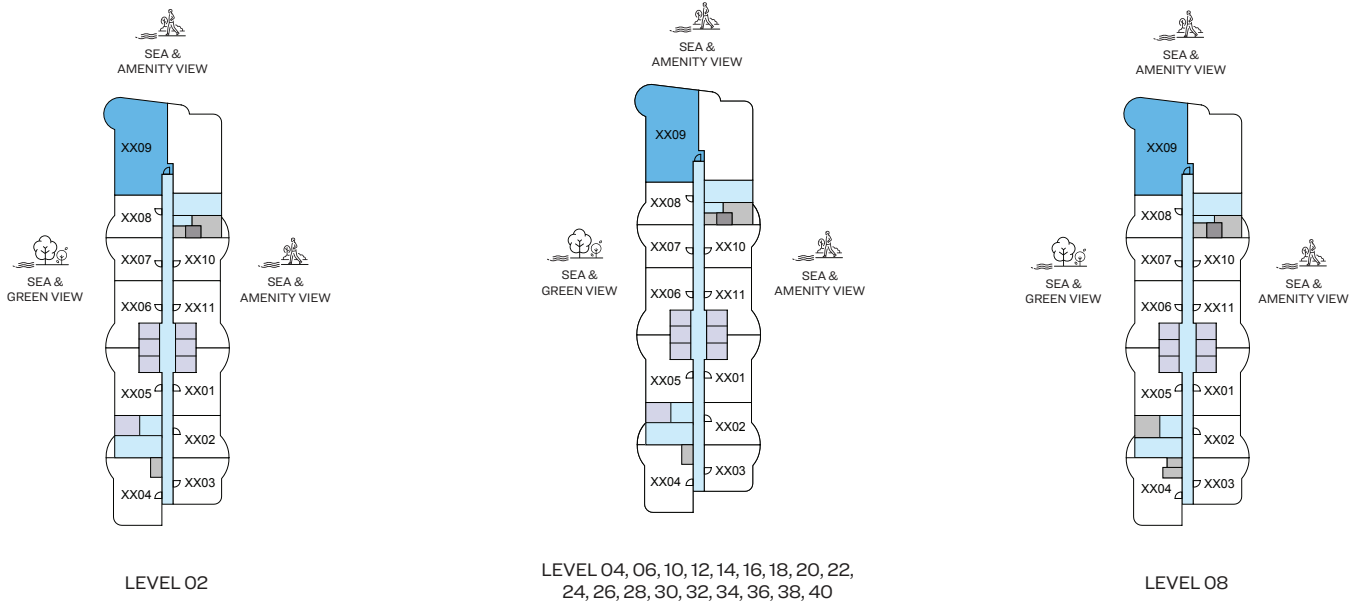 SEA &
AMENITY VIEW
XX09
XX08
XX07
XX10
SEA &
GREEN VIEW
SEA &
AMENITY VIEW
XX06
XX11
XX05
XX01
XX02
XX04
XX03
LEVEL 02
SEA &
AMENITY VIEW
XX09
XX08
XX07
XX10
SEA &
GREEN VIEW
SEA &
AMENITY VIEW
XX06
XX11
XX05
XX01
XX02
XX04
XX03
LEVEL 04, 06, 10, 12, 14, 16, 18, 20, 22,
24, 26, 28, 30, 32, 34, 36, 38, 40
SEA &
AMENITY VIEW
XX09
XX08
XX07
XX10
SEA &
GREEN VIEW
SEA &
AMENITY VIEW
XX06
XX11
XX05
XX01
XX02
XX04
XX03
LEVEL 08